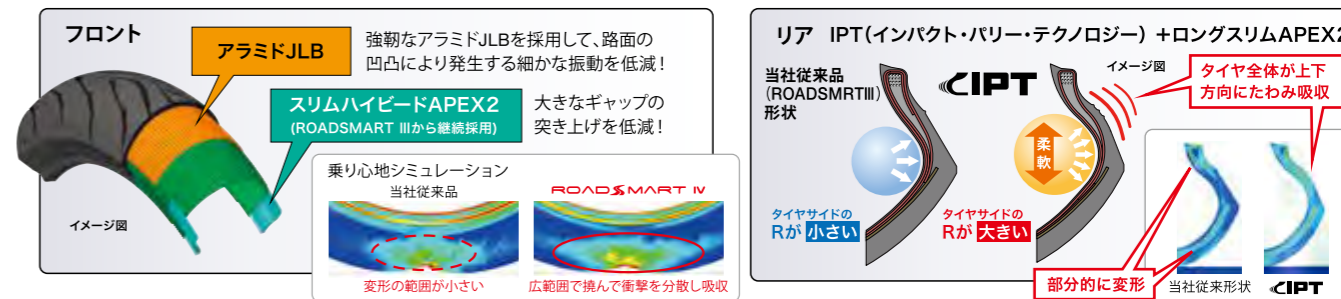 フロント
アラミドJLB
強靭なアラミドJLBを採用して、路面の
凹凸により発生する細かな振動を低減！
スリムハイビードAPEX2
(ROADSMART IIIから継続採用)
大きなギャップの
突き上げを低減！
イメージ図
乗り心地シミュレーション
当社従来品
ROADSMART IV
変形の範囲が小さい
広範囲で撓んで衝撃を分散し吸収
リア IPT(インパクト・パリー・テクノロジー) +ロングスリムAPEX2
当社従来品
(ROADSMRTIII)
形状
IPT
イメージ図
タイヤ全体が上下
方向にたわみ吸収
柔軟
タイヤサイドの
Rが 小さい
タイヤサイドの
Rが 大きい
部分的に変形
当社従来形状
IPT